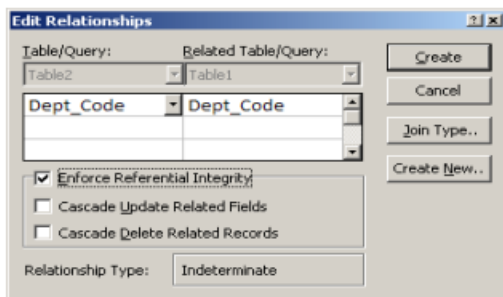 Edit Relationships
Table/Query: Related Table/Query:
Table2 Table1
Dept_Code Dept_Code
Enforce Referential Integrity
Cascade Update Related Fields
Cascade Delete Related Records
Relationship Type: Indeterminate
Create
Cancel
Join Type..
Create New..